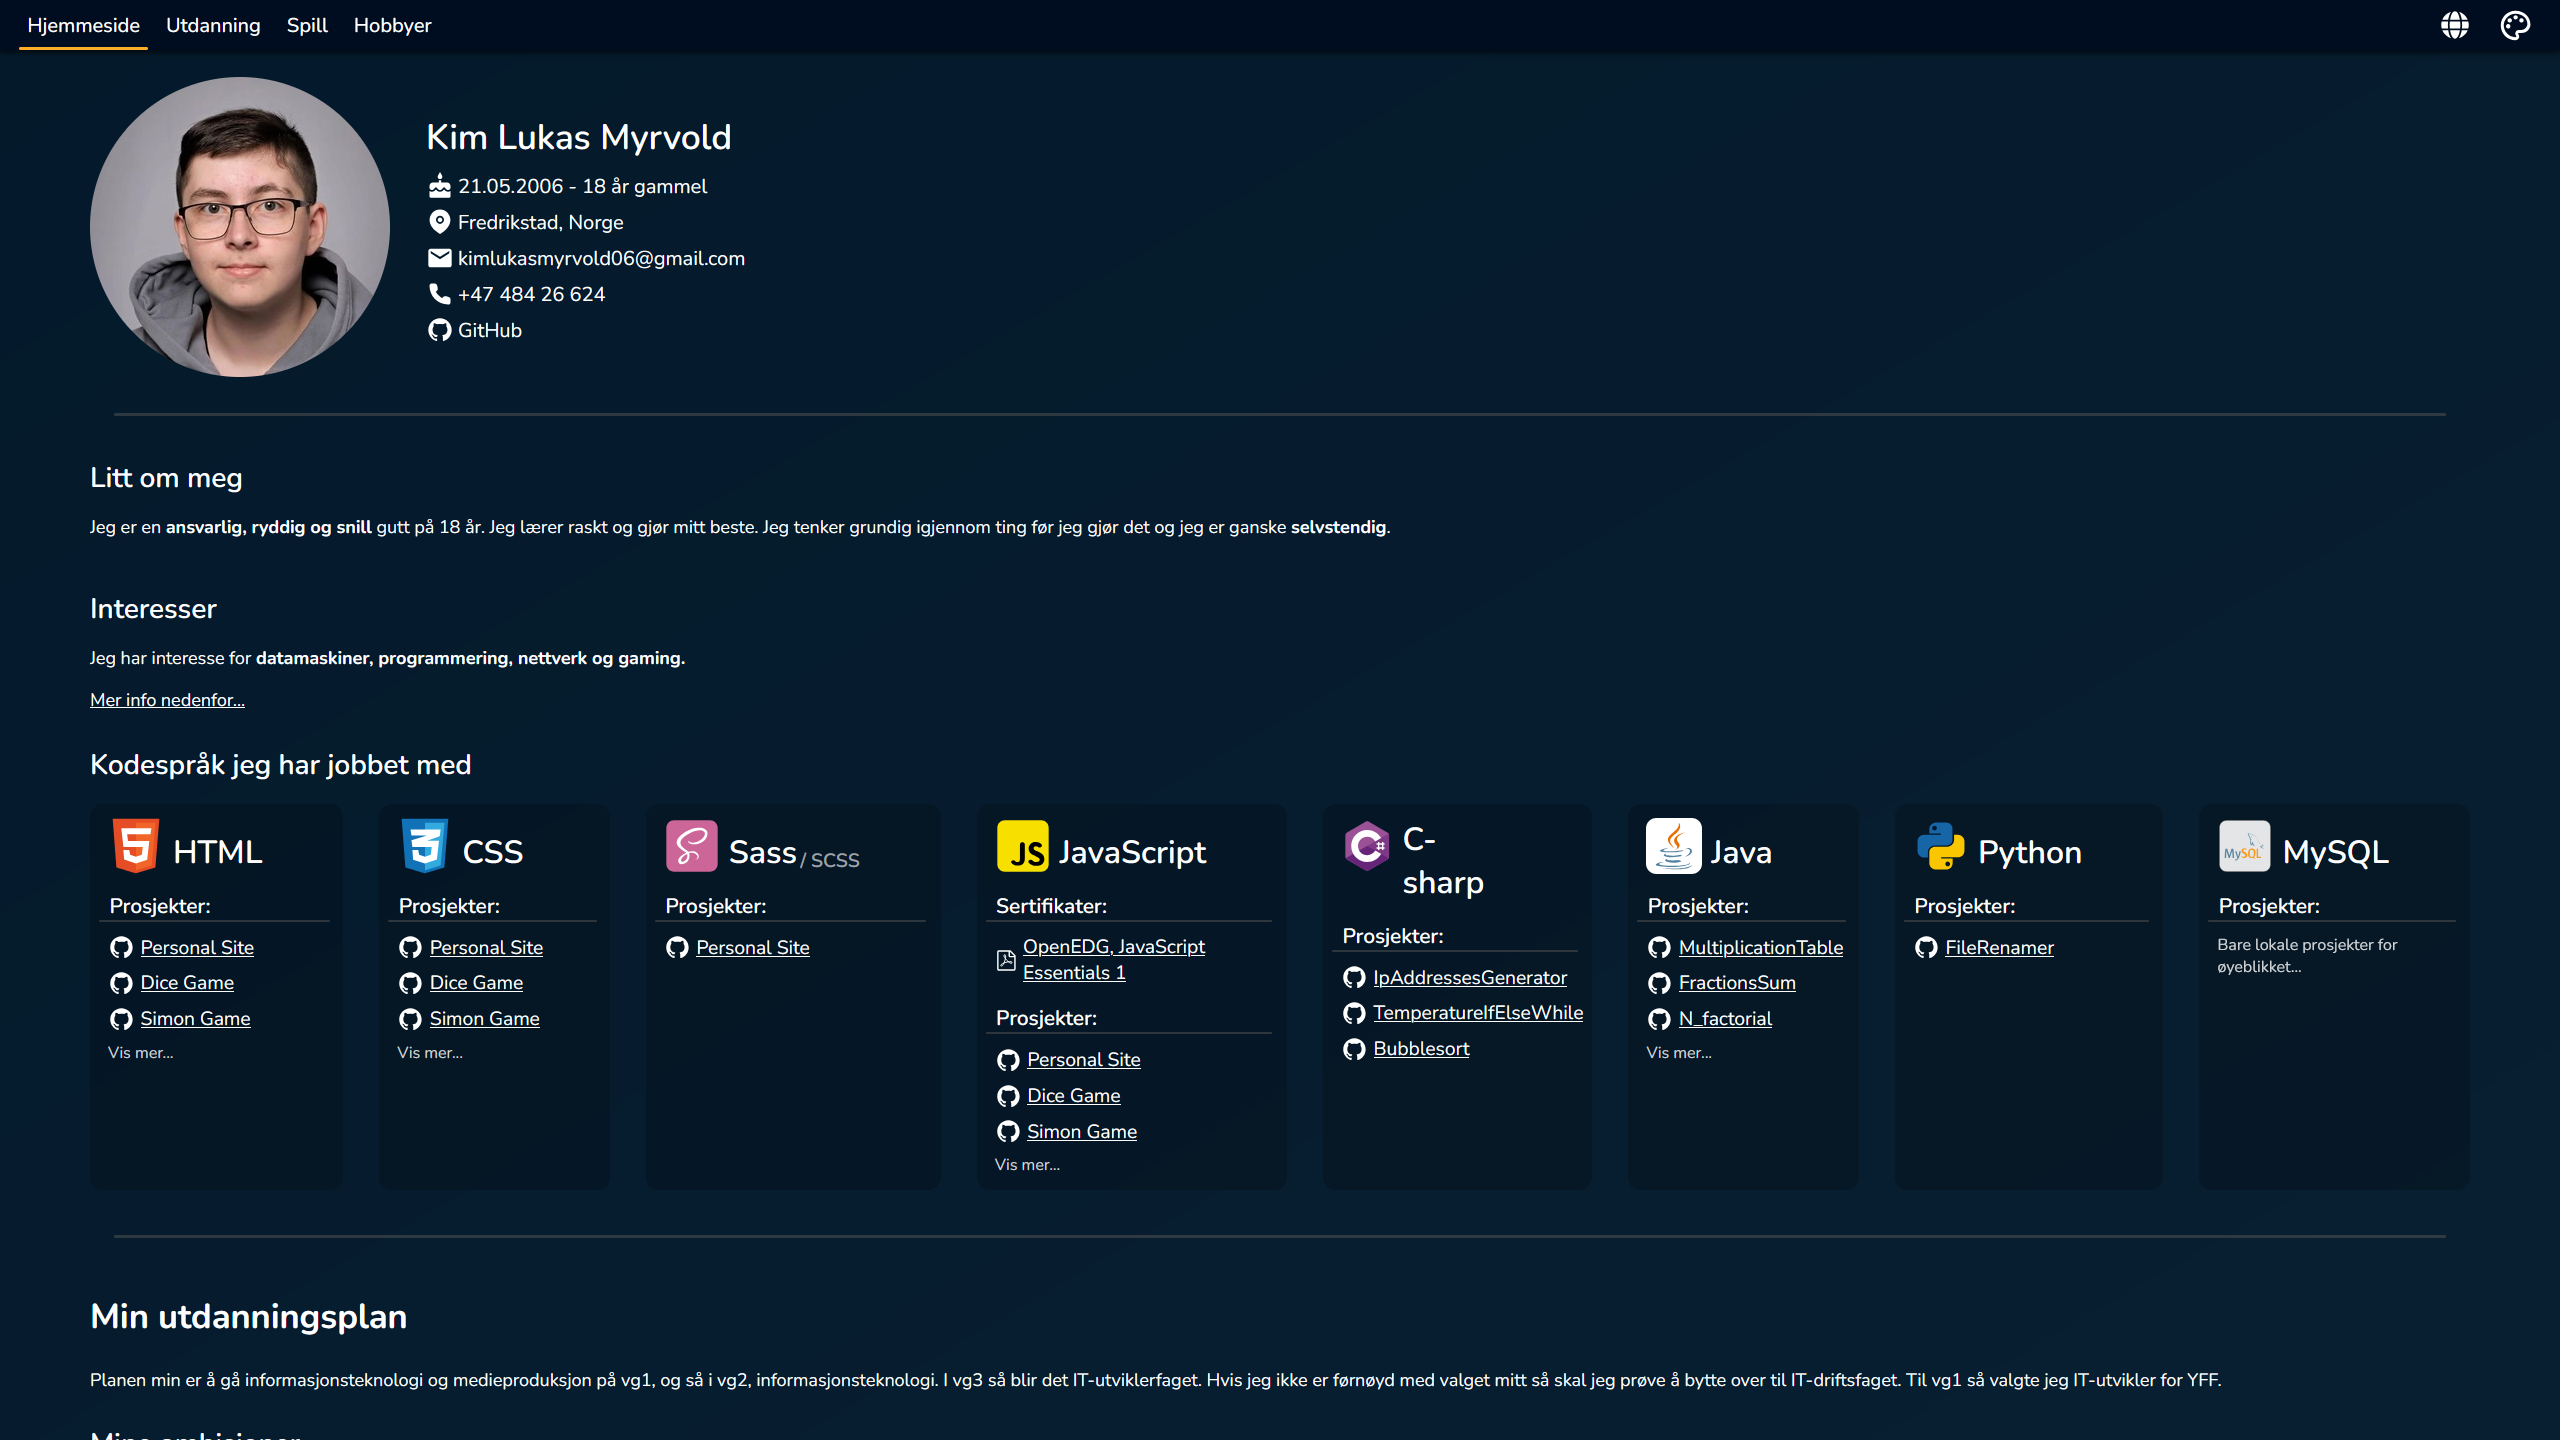 Hjemmeside Utdanning Spill Hobbyer
Kim Lukas Myrvold
21.05.2006 - 18 år gammel
Fredrikstad, Norge
kimlukasmyrvold06@gmail.com
+47 484 26 624
GitHub
Litt om meg
Jeg er en ansvarlig, ryddig og snill gutt på 18 år. Jeg lærer raskt og gjør mitt beste. Jeg tenker grundig igjennom ting før jeg gjør det og jeg er ganske selvstendig.
Interesser
Jeg har interesse for datamaskiner, programmering, nettverk og gaming.
Mer info nedenfor...
Kodespråk jeg har jobbet med
HTML
Prosjekter:
Personal Site
Dice Game
Simon Game
Vis mer...
CSS
Prosjekter:
Personal Site
Dice Game
Simon Game
Vis mer...
Sass / SCSS
Prosjekter:
Personal Site
JS JavaScript
Sertifikater:
OpenEDG, JavaScript
Essentials 1
Prosjekter:
Personal Site
Dice Game
Simon Game
Vis mer...
C-
sharp
Prosjekter:
IpAddressesGenerator
TemperatureIfElseWhile
Bubblesort
Java
Prosjekter:
MultiplicationTable
FractionsSum
N_factorial
Vis mer...
Python
Prosjekter:
FileRenamer
MySQL MySQL
Prosjekter:
Bare lokale prosjekter for
øyeblikket...
Min utdanningsplan
Planen min er å gå informasjonsteknologi og medieproduksjon på vg1, og så i vg2, informasjonsteknologi. I vg3 så blir det IT-utviklerfaget. Hvis jeg ikke er førnøyd med valget mitt så skal jeg prøve å bytte over til IT-driftsfaget. Til vg1 så valgte jeg IT-utvikler for YFF.
Mine ambisjoner